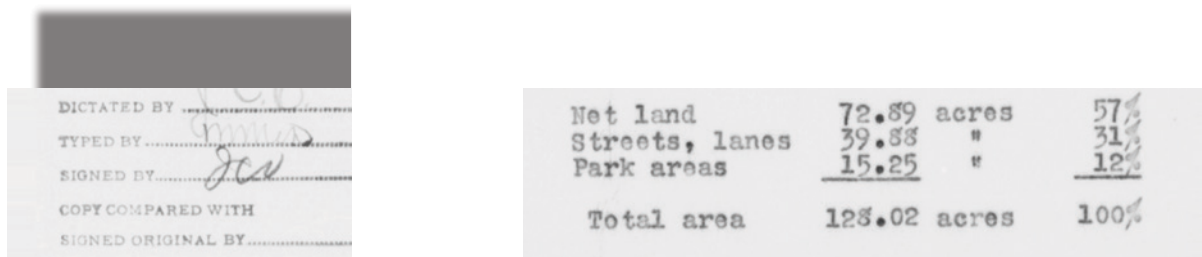 DICTATED BY
TYPED BY
SIGNED BY JCN
COPY COMPARED WITH
SIGNED ORIGINAL BY
Net land 72.89 acres 57%
Streets, lanes 39.88 " 31%
Park areas 15.25 " 12%
Total area 128.02 acres 100%